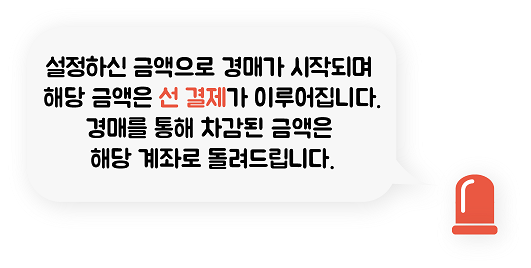 설정하신 금액으로 경매가 시작되며
해당 금액은 선 결제가 이루어집니다.
경매를 통해 차감된 금액은
해당 계좌로 돌려드립니다.